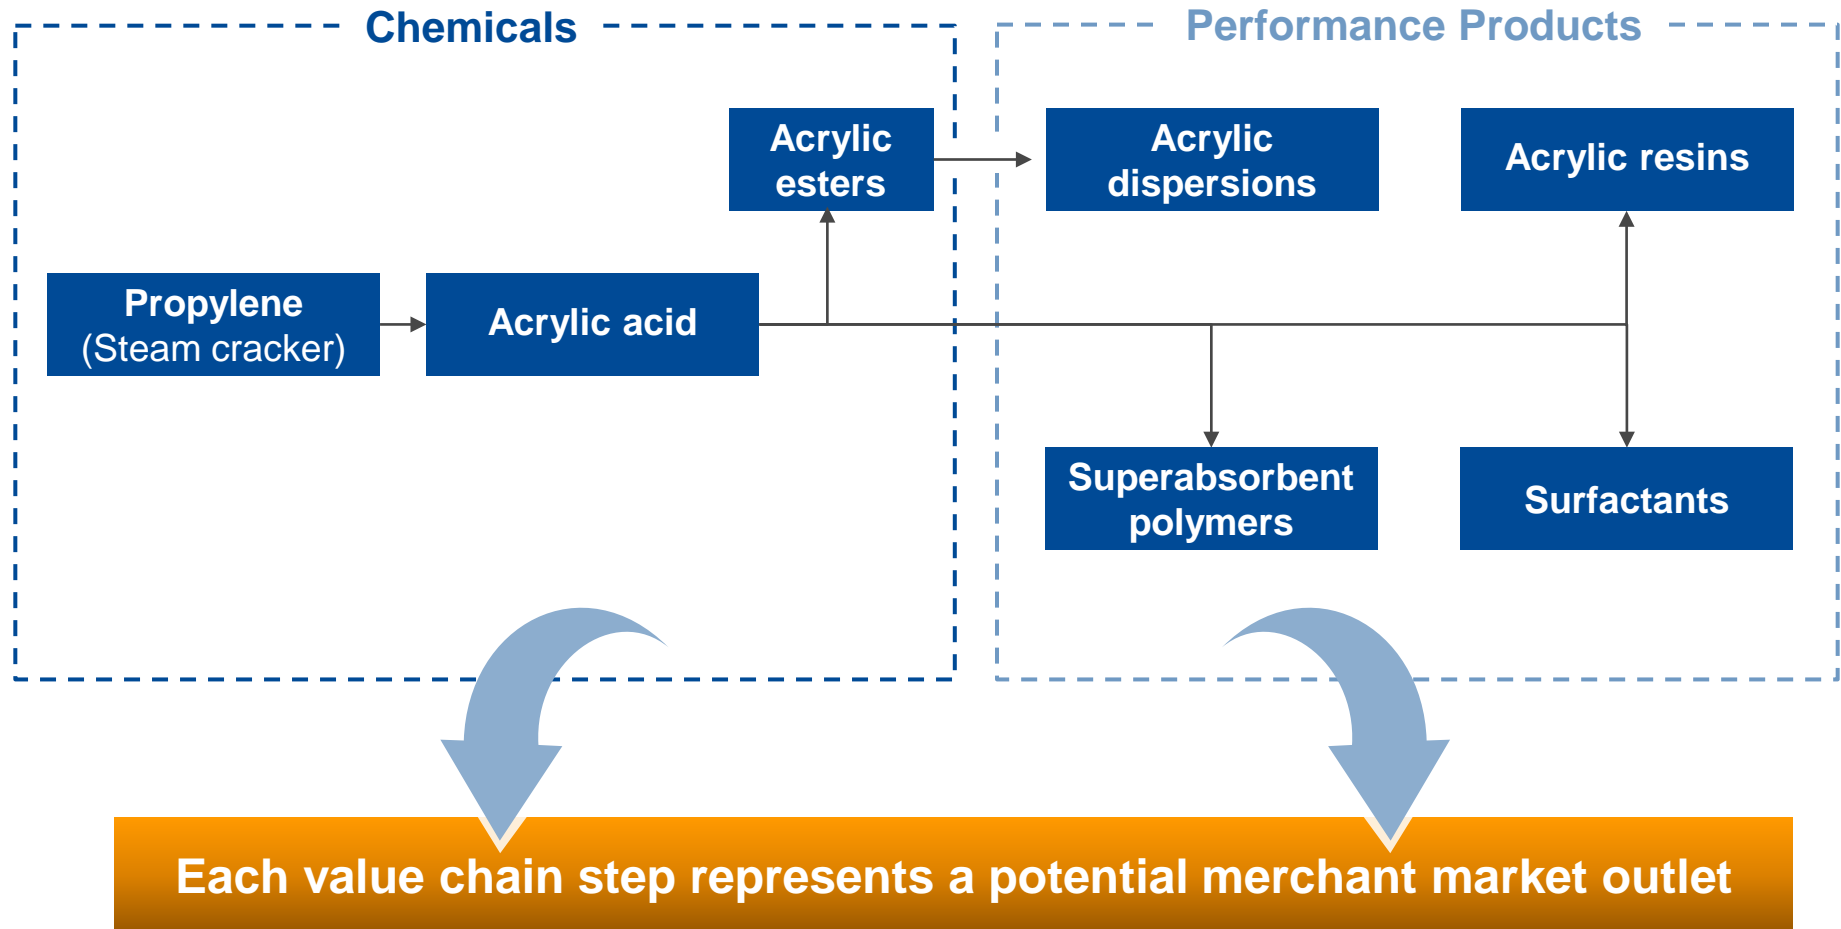 Chemicals
Performance Products
Acrylic
esters
Acrylic
dispersions
Acrylic resins
Propylene
(Steam cracker)
Acrylic acid
Superabsorbent
polymers
Surfactants
Each value chain step represents a potential merchant market outlet